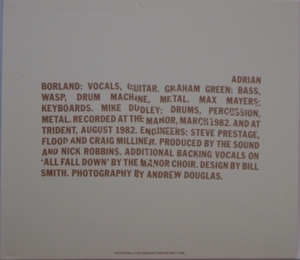 ADRIAN
BORLAND: VOCALS, GUITAR. GRAHAM GREEN: BASS,
WASP, DRUM MACHINE, METAL. MAX MAYERS:
KEYBOARDS. MIKE DUDLEY: DRUMS, PERCUSSION,
METAL. RECORDED AT THE MANOR, MARCH 1982. AND AT
TRIDENT, AUGUST 1982. ENGINEERS: STEVE PRESTAGE,
FLOOD AND CRAIG MILLINER. PRODUCED BY THE SOUND
AND NICK ROBBINS. ADDITIONAL BACKING VOCALS ON
'ALL FALL DOWN' BY THE MANOR CHOIR. DESIGN BY BILL
SMITH. PHOTOGRAPHY BY ANDREW DOUGLAS.